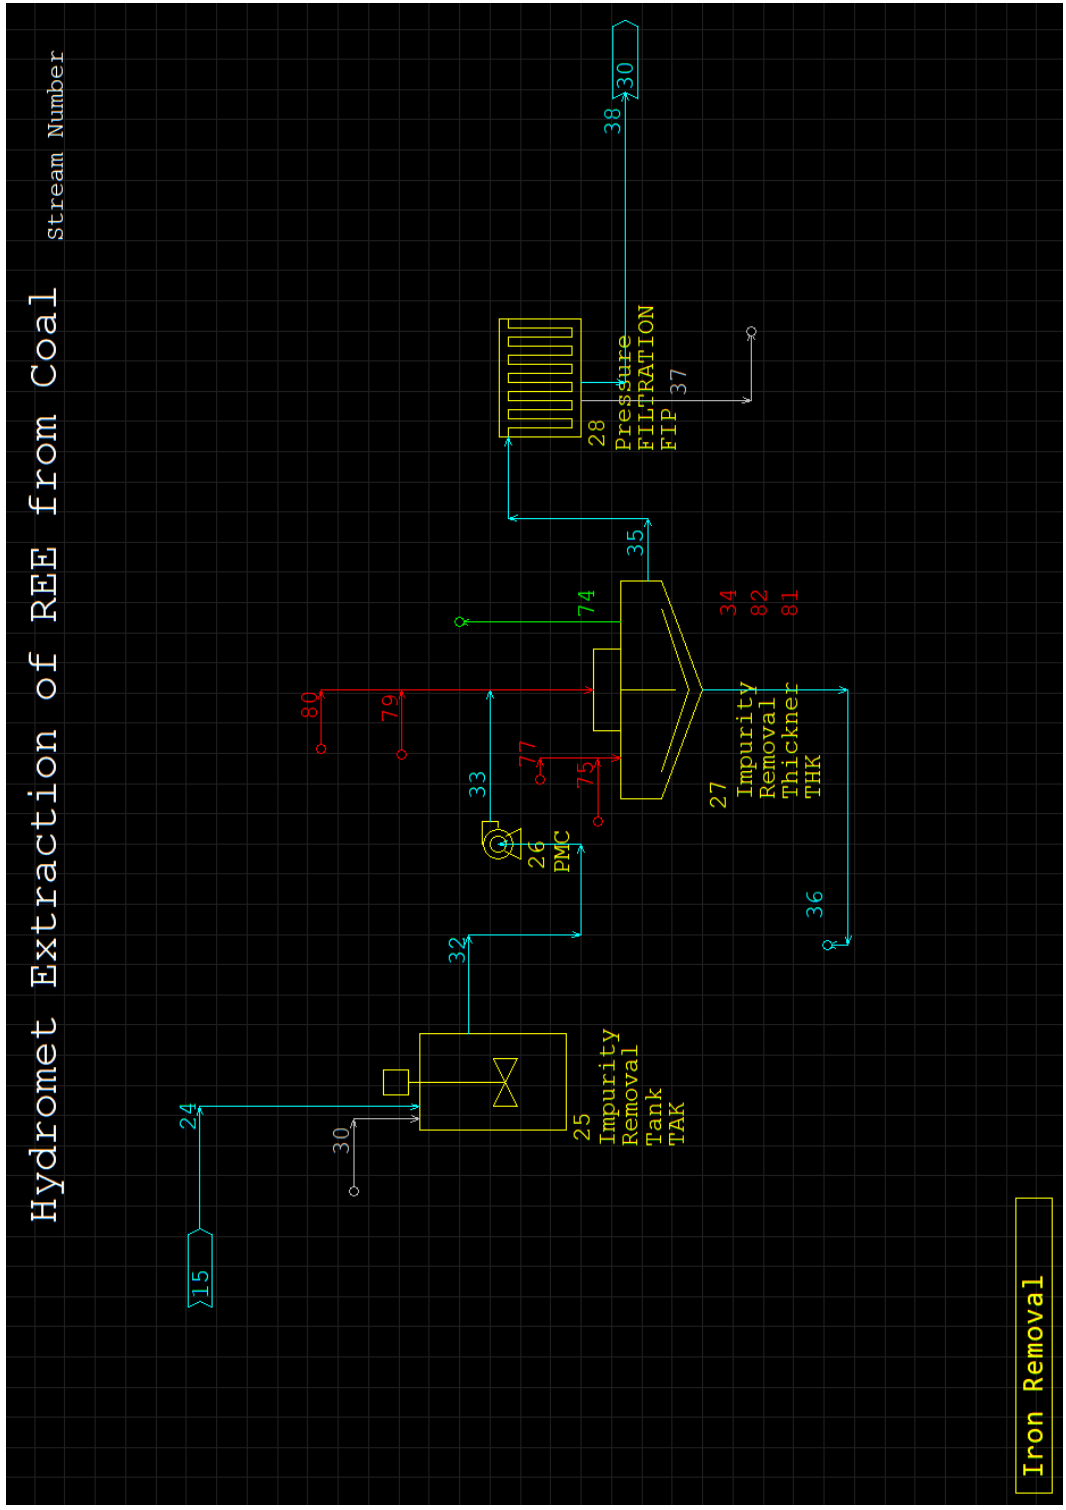 Hydromet Extraction of REE from Coal
Stream Number
15
24
30
25
Impurity
Removal
Tank
TAK
32
26
PMC
33
80
79
77
75
74
27
Impurity
Removal
Thickner
THK
34
82
81
36
35
28
Pressure
FILTRATION
FIP
37
38
30
Iron Removal